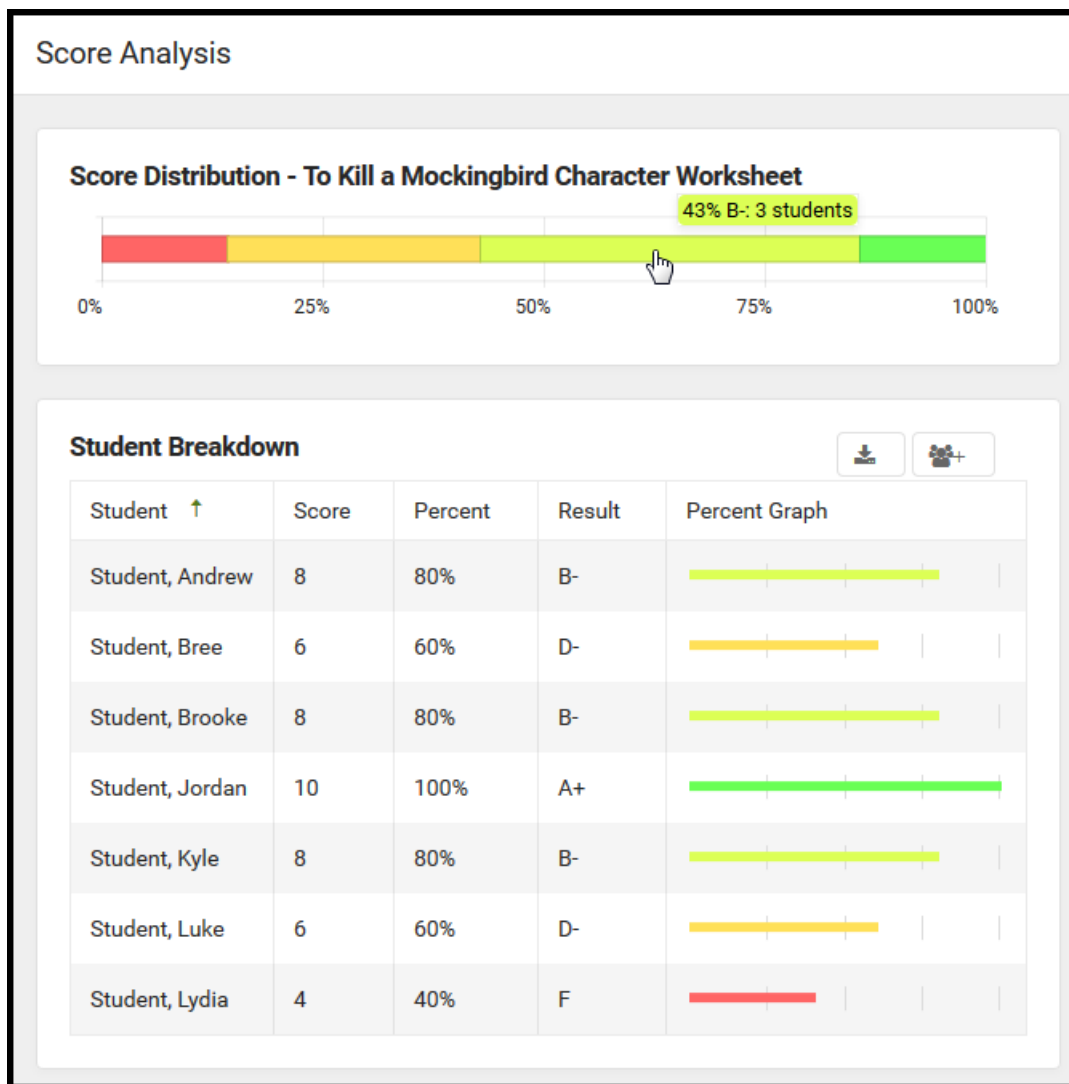 Score Analysis
Score Distribution - To Kill a Mockingbird Character Worksheet
43% B-: 3 students
0% 25% 50% 75% 100%
Student Breakdown
Student ↑ Score Percent Result Percent Graph
Student, Andrew 8 80% B-
Student, Bree 6 60% D-
Student, Brooke 8 80% B-
Student, Jordan 10 100% A+
Student, Kyle 8 80% B-
Student, Luke 6 60% D-
Student, Lydia 4 40% F